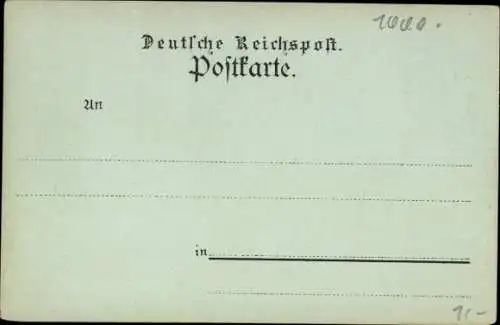 Deutsche Reichspost.
Postkarte.
An
in